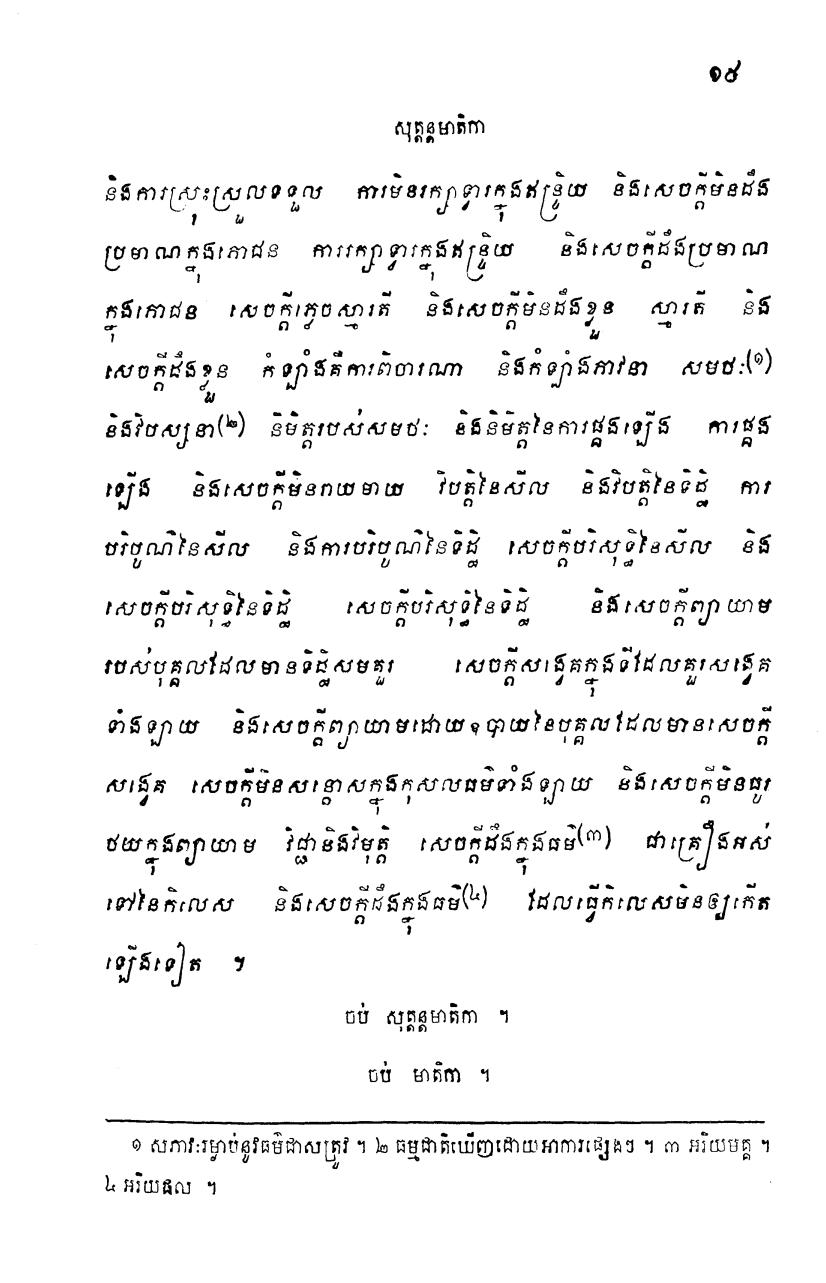 ១៩
សុត្តន្តមាតិកា
និងការស្រុះស្រួលទទួល ការមិនរក្សាទ្វារក្នុងឥន្ទ្រិយ និងសេចក្តីមិនដឹង
ប្រមាណក្នុងភោជន ការរក្សាទ្វារក្នុងឥន្ទ្រិយ និងសេចក្តីដឹងប្រមាណ
ក្នុងភោជន សេចក្តីភ្លេចស្មារតី និងសេចក្តីមិនដឹងខ្លួន ស្មារតី និង
សេចក្តីដឹងខ្លួន កំឡាំងគឺការពិចារណា និងកំឡាំងភាវនា សមថៈ(១)
និងវិបស្សនា(២) និមិត្តរបស់សមថៈ និងនិមិត្តនៃការផ្គងឡើង ការផ្គង
ឡើង និងសេចក្តីមិនរាយមាយ វិបត្តិនៃសីល និងវិបត្តិនៃទិដ្ឋិ ការ
បរិបូណ៌នៃសីល និងការបរិបូណ៌នៃទិដ្ឋិ សេចក្តីបរិសុទ្ធិនៃសីល និង
សេចក្តីបរិសុទ្ធិនៃទិដ្ឋិ សេចក្តីបរិសុទ្ធិនៃទិដ្ឋិ និងសេចក្តីព្យាយាម
របស់បុគ្គលដែលមានទិដ្ឋិសមគួរ សេចក្តីសង្វេគក្នុងទីដែលគួរសង្វេគ
ទាំងឡាយ និងសេចក្តីព្យាយាមដោយឧបាយនៃបុគ្គលដែលមានសេចក្តី
សង្វេគ សេចក្តីមិនសន្តោសក្នុងកុសលធម៌ទាំងឡាយ និងសេចក្តីមិនធូរ
ថយក្នុងព្យាយាម វិជ្ជានិងវិមុត្តិ សេចក្តីដឹងក្នុងធម៌(៣) ជាគ្រឿងអស់
ទៅនៃកិលេស និងសេចក្តីដឹងក្នុងធម៌(៤) ដែលធ្វើកិលេសមិនឲ្យកើត
ឡើងទៀត ។
ចប់ សុត្តន្តមាតិកា ។
ចប់ មាតិកា ។
១ សភាវៈរម្ងាប់នូវធម៌ជាសត្រូវ ។ ២ ធម្មជាតិឃើញដោយអាការផ្សេងៗ ។ ៣ អរិយមគ្គ ។
៤ អរិយផល ។